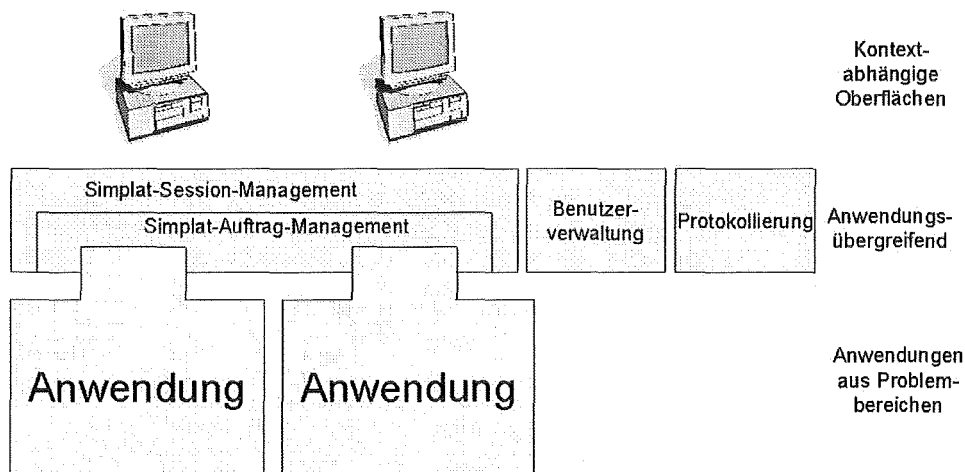 Kontext-
abhängige
Oberflächen
Simplat-Session-Management
Simplat-Auftrag-Management
Benutzer-
verwaltung
Protokollierung
Anwendungs-
übergreifend
Anwendung
Anwendung
Anwendungen
aus Problem-
bereichen